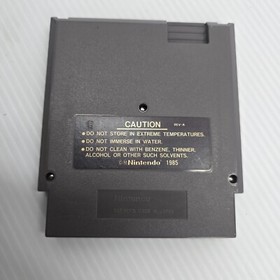 CAUTION
•DO NOT STORE IN EXTREME TEMPERATURES.
•DO NOT IMMERSE IN WATER.
•DO NOT CLEAN WITH BENZENE, THINNER,
ALCOHOL OR OTHER SUCH SOLVENTS.
©Nintendo 1985